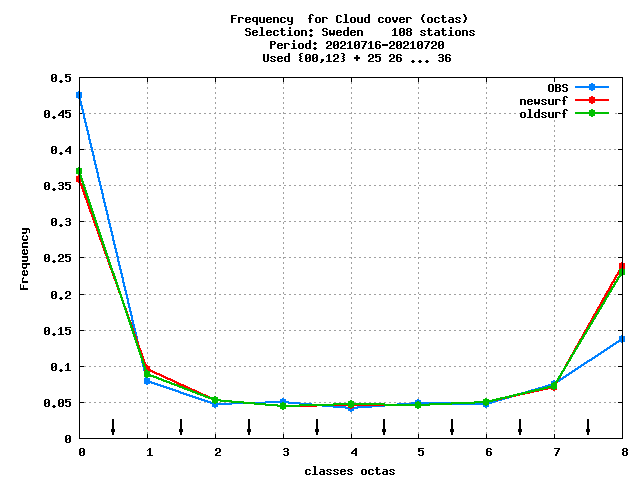 Frequency  for Cloud cover (octas)
Selection: Sweden    108 stations
Period: 20210716-20210720
Used {00,12} + 25 26 ... 36
OBS
newsurf
oldsurf
0.5
0.45
0.4
0.35
0.3
0.25
0.2
0.15
0.1
0.05
0
Frequency
0 1 2 3 4 5 6 7 8
classes octas